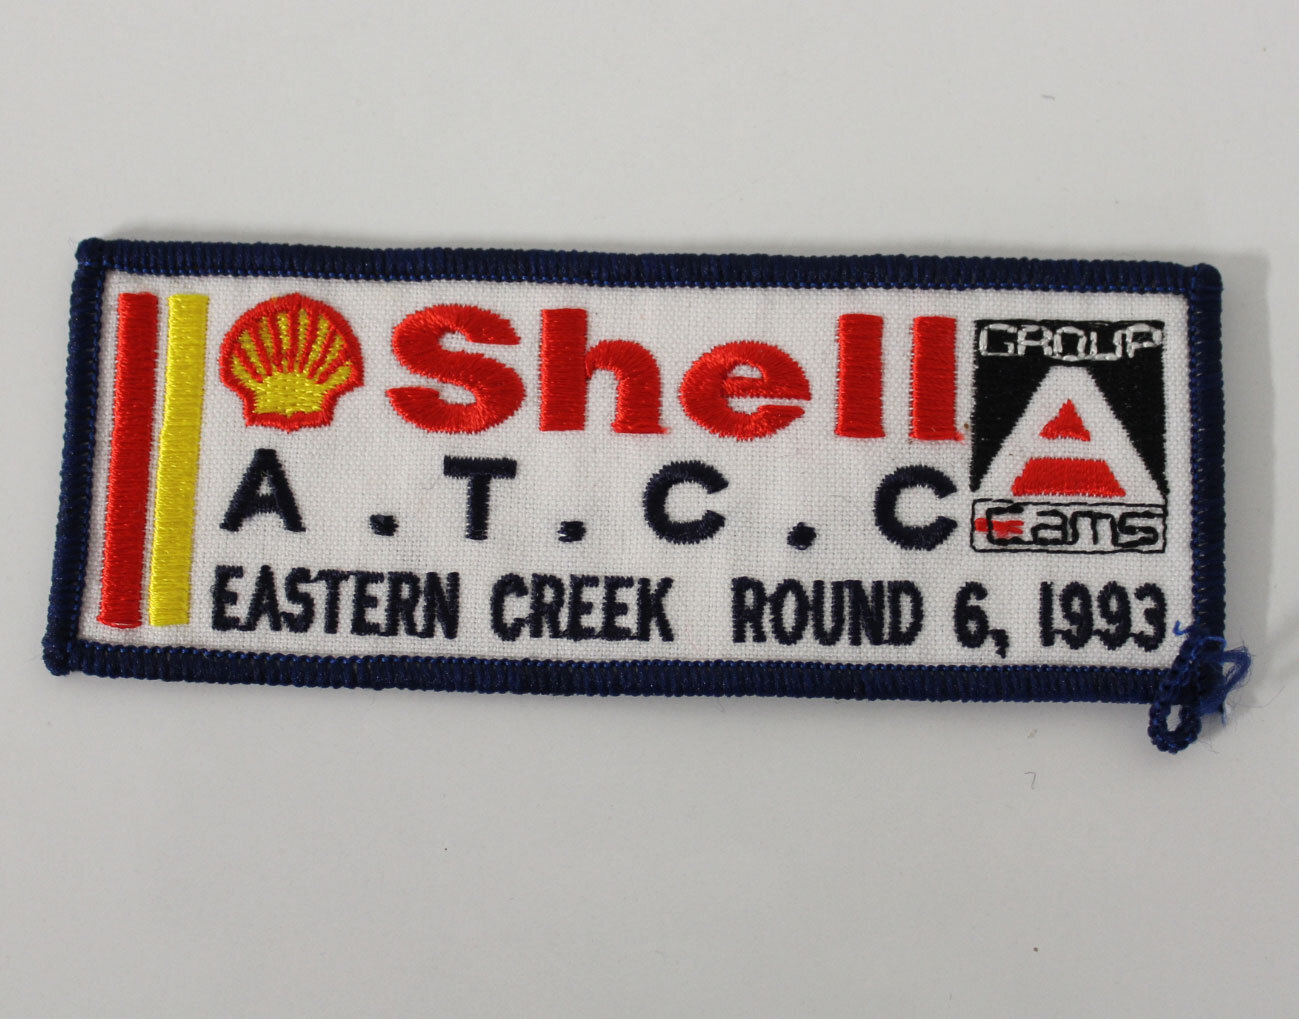 Shell
GROUP
A
Cams
A.T.C.C
EASTERN CREEK ROUND 6, 1993